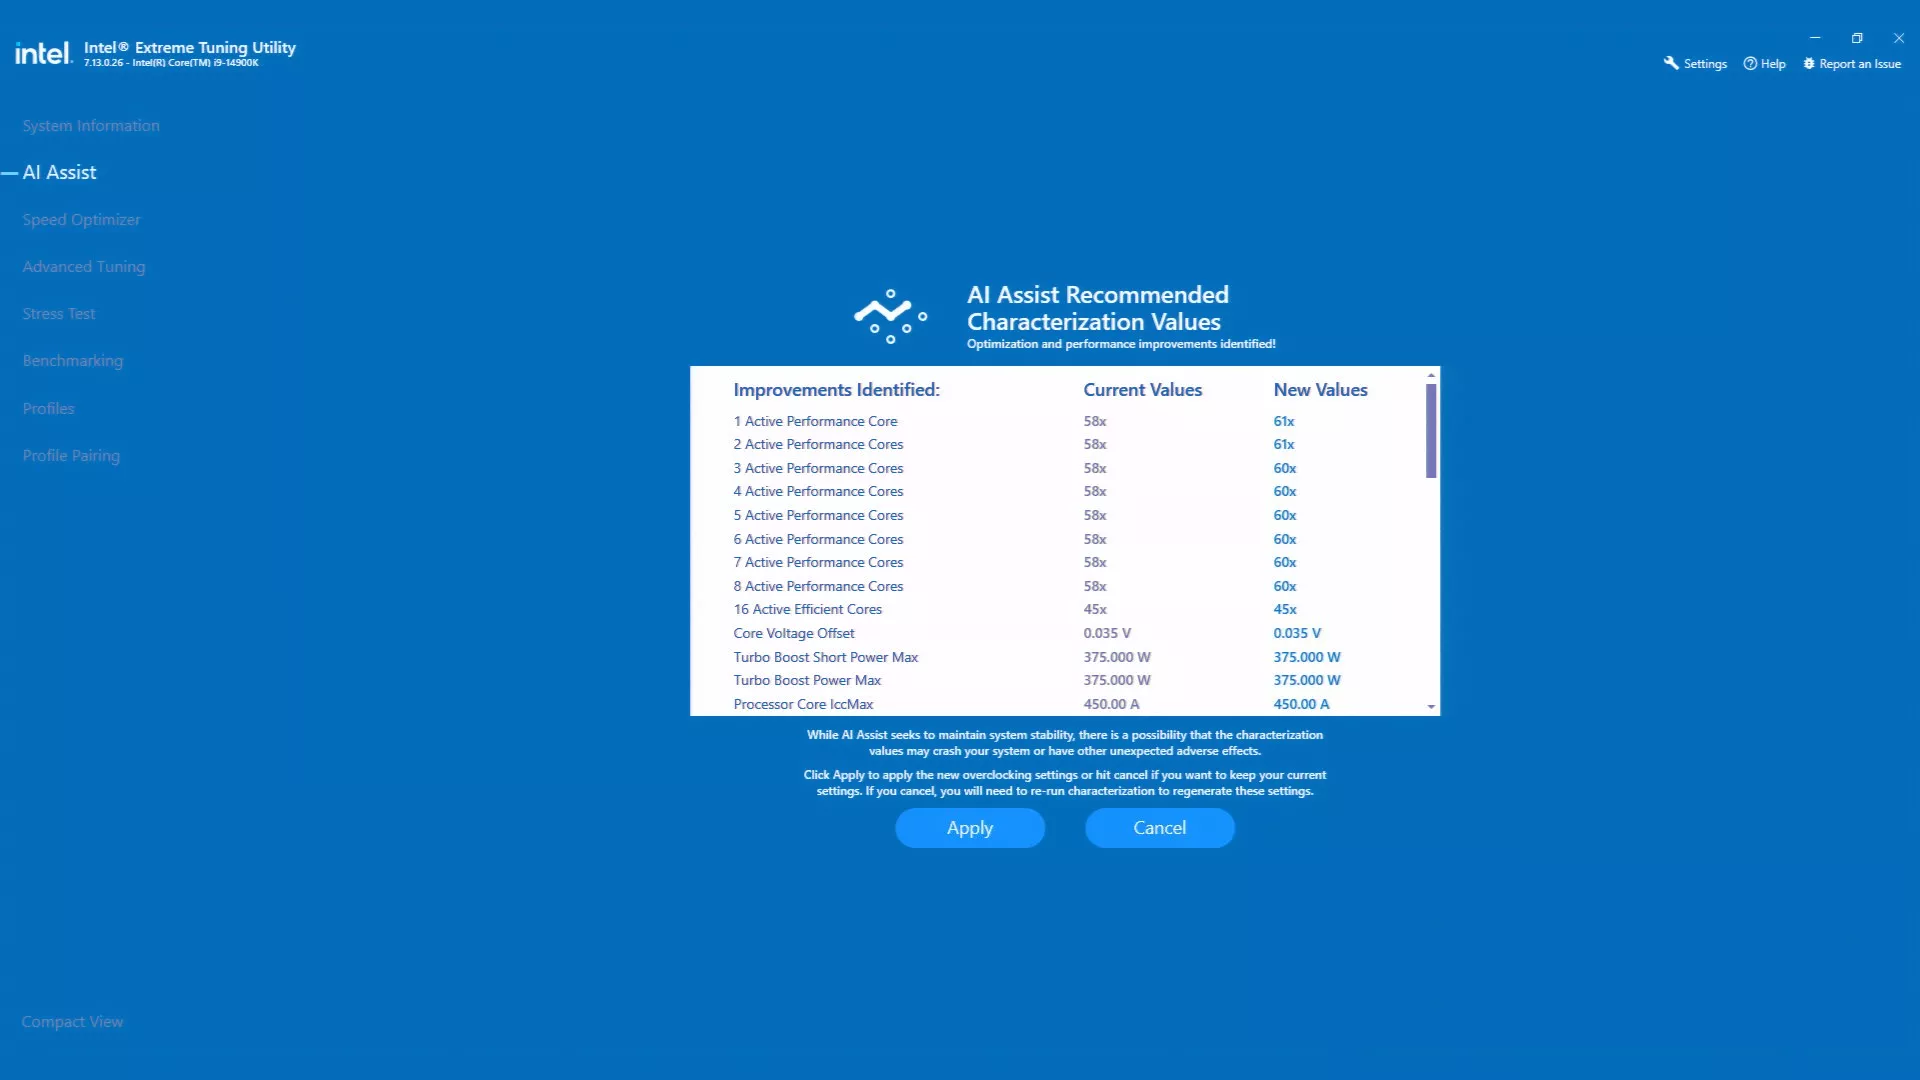 intel.
Intel® Extreme Tuning Utility
7.13.0.26 - Intel(R) Core(TM) i9-14900K
Settings Help Report an Issue
System Information
AI Assist
Speed Optimizer
Advanced Tuning
Stress Test
Benchmarking
Profiles
Profile Pairing
Compact View
AI Assist Recommended
Characterization Values
Optimization and performance improvements identified!
Improvements Identified: Current Values New Values
1 Active Performance Core 58x 61x
2 Active Performance Cores 58x 61x
3 Active Performance Cores 58x 60x
4 Active Performance Cores 58x 60x
5 Active Performance Cores 58x 60x
6 Active Performance Cores 58x 60x
7 Active Performance Cores 58x 60x
8 Active Performance Cores 58x 60x
16 Active Efficient Cores 45x 45x
Core Voltage Offset 0.035 V 0.035 V
Turbo Boost Short Power Max 375.000 W 375.000 W
Turbo Boost Power Max 375.000 W 375.000 W
Processor Core IccMax 450.00 A 450.00 A
While AI Assist seeks to maintain system stability, there is a possibility that the characterization
values may crash your system or have other unexpected adverse effects.
Click Apply to apply the new overclocking settings or hit cancel if you want to keep your current
settings. If you cancel, you will need to re-run characterization to regenerate these settings.
Apply Cancel